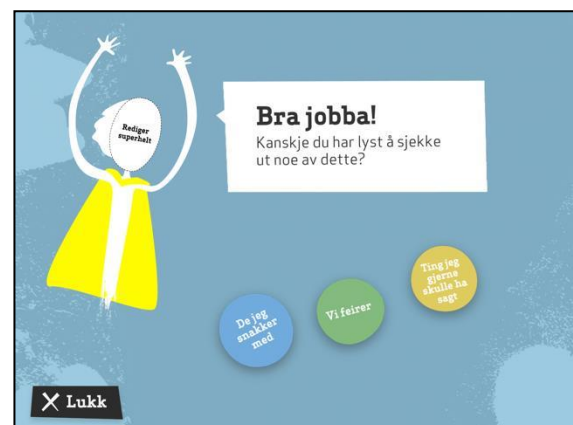 Rediger
superhelt
Bra jobba!
Kanskje du har lyst å sjekke
ut noe av dette?
De jeg
snakker
med
Vi feirer
Ting jeg
gjerne
skulle ha
sagt
Lukk